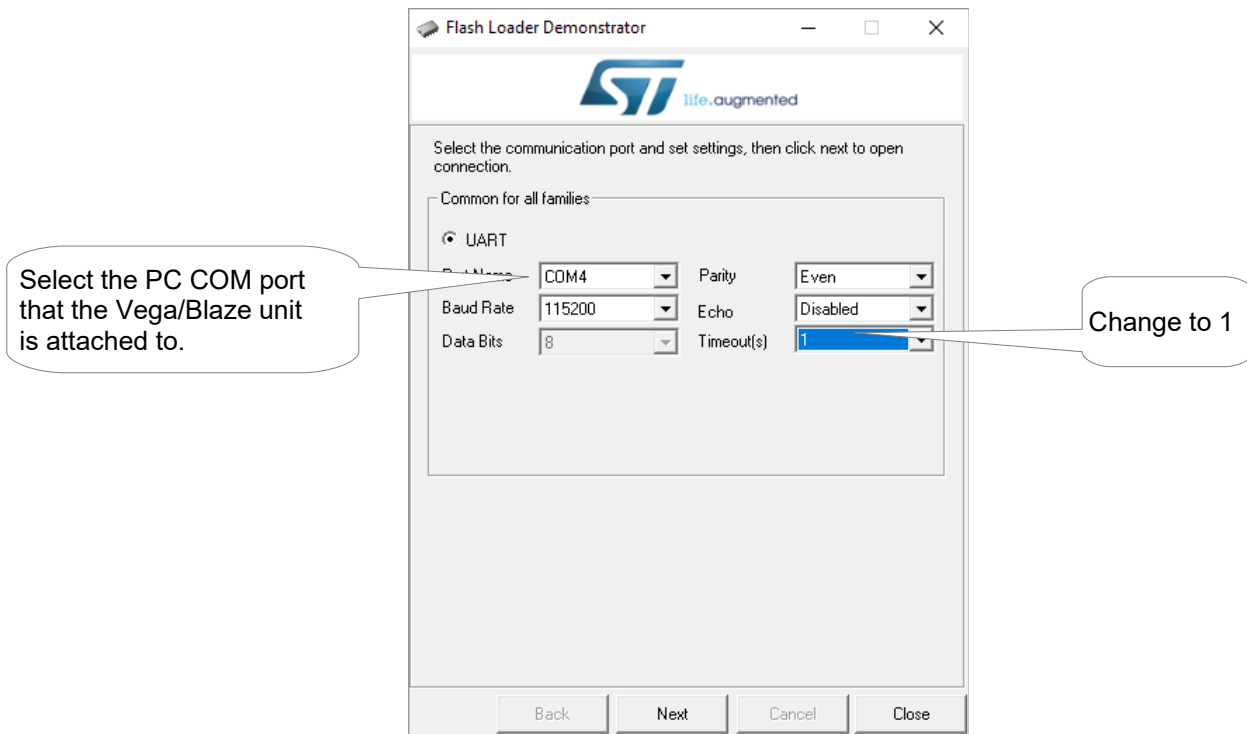 Flash Loader Demonstrator
life.augmented
Select the communication port and set settings, then click next to open
connection.
Common for all families
UART
Select the PC COM port
that the Vega/Blaze unit
is attached to.
Name COM4 Parity Even
Baud Rate 115200 Echo Disabled
Data Bits 8 Timeout(s) 1
Change to 1
Back Next Cancel Close